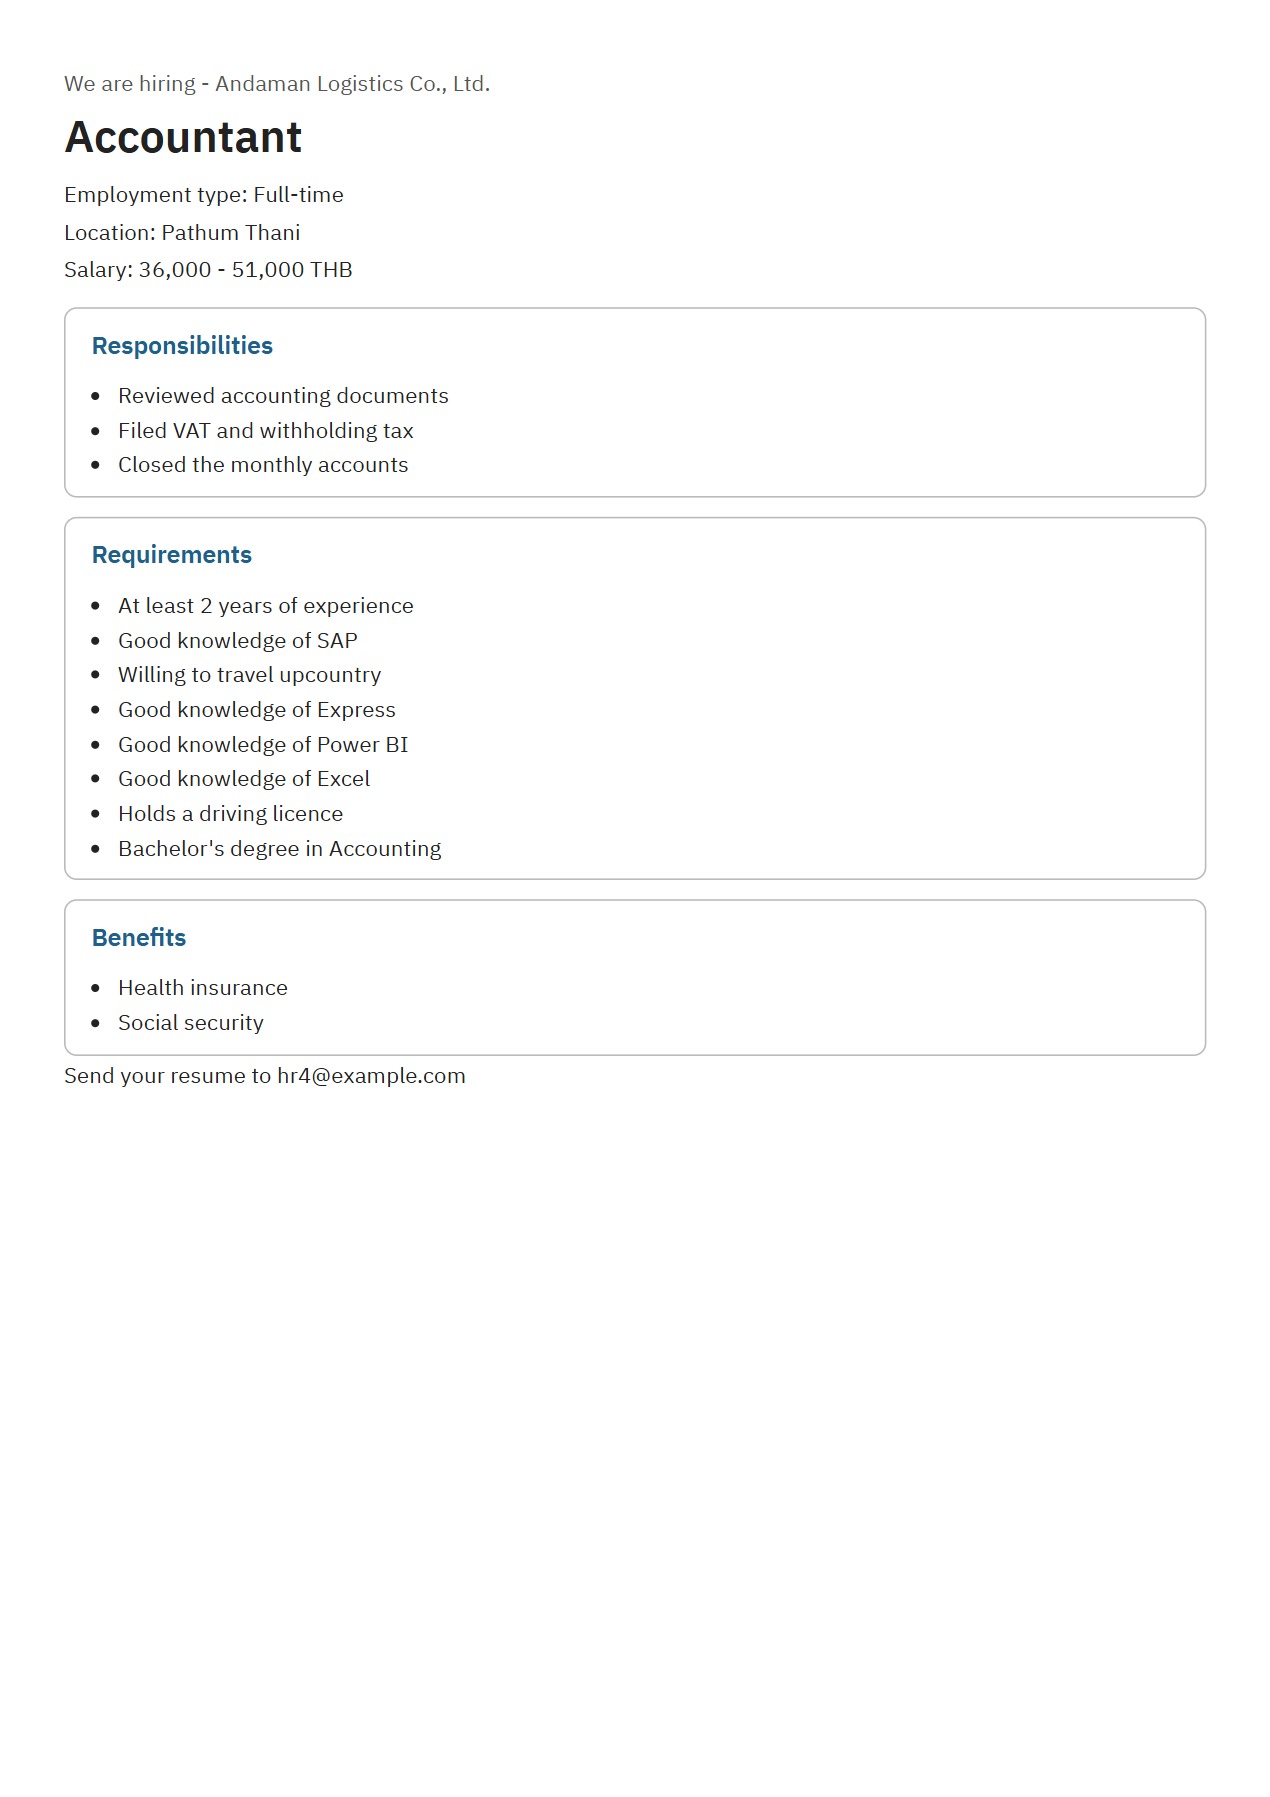 We are hiring - Andaman Logistics Co., Ltd.
Accountant
Employment type: Full-time
Location: Pathum Thani
Salary: 36,000 - 51,000 THB
Responsibilities
Reviewed accounting documents
Filed VAT and withholding tax
Closed the monthly accounts
Requirements
At least 2 years of experience
Good knowledge of SAP
Willing to travel upcountry
Good knowledge of Express
Good knowledge of Power BI
Good knowledge of Excel
Holds a driving licence
Bachelor's degree in Accounting
Benefits
Health insurance
Social security
Send your resume to hr4@example.com